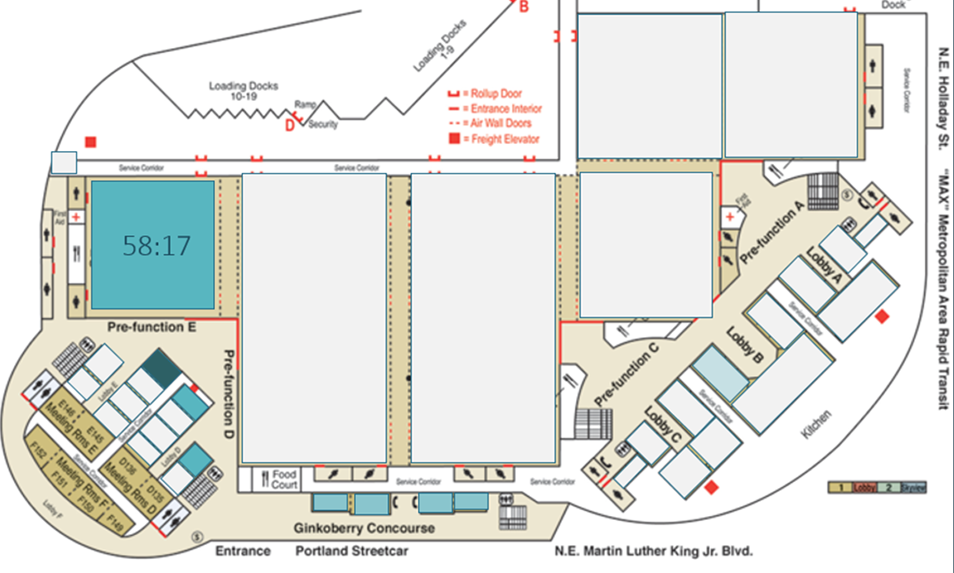 B
Dock
Loading Docks
1-9
Loading Docks
10-19
Ramp
D
Security
= Rollup Door
= Entrance Interior
= Air Wall Doors
= Freight Elevator
Service Corridor
Service Corridor
Service Corridor
N.E. Holladay St. "MAX" Metropolitan Area Rapid Transit
First
Aid
58:17
First
Aid
Pre-function A
Lobby A
Service Corridor
Lobby B
Pre-function E
Pre-function D
Pre-function C
Service Corridor
Lobby C
Kitchen
Lobby E
Service Corridor
E146
E145
Meeting Rms E
Lobby D
D136
D135
Meeting Rms D
Service Corridor
F152
F151
F150
F149
Meeting Rms F
Lobby F
Food
Court
Service Corridor
Service Corridor
1 Lobby 2
Ginkoberry Concourse
Entrance
Portland Streetcar
N.E. Martin Luther King Jr. Blvd.